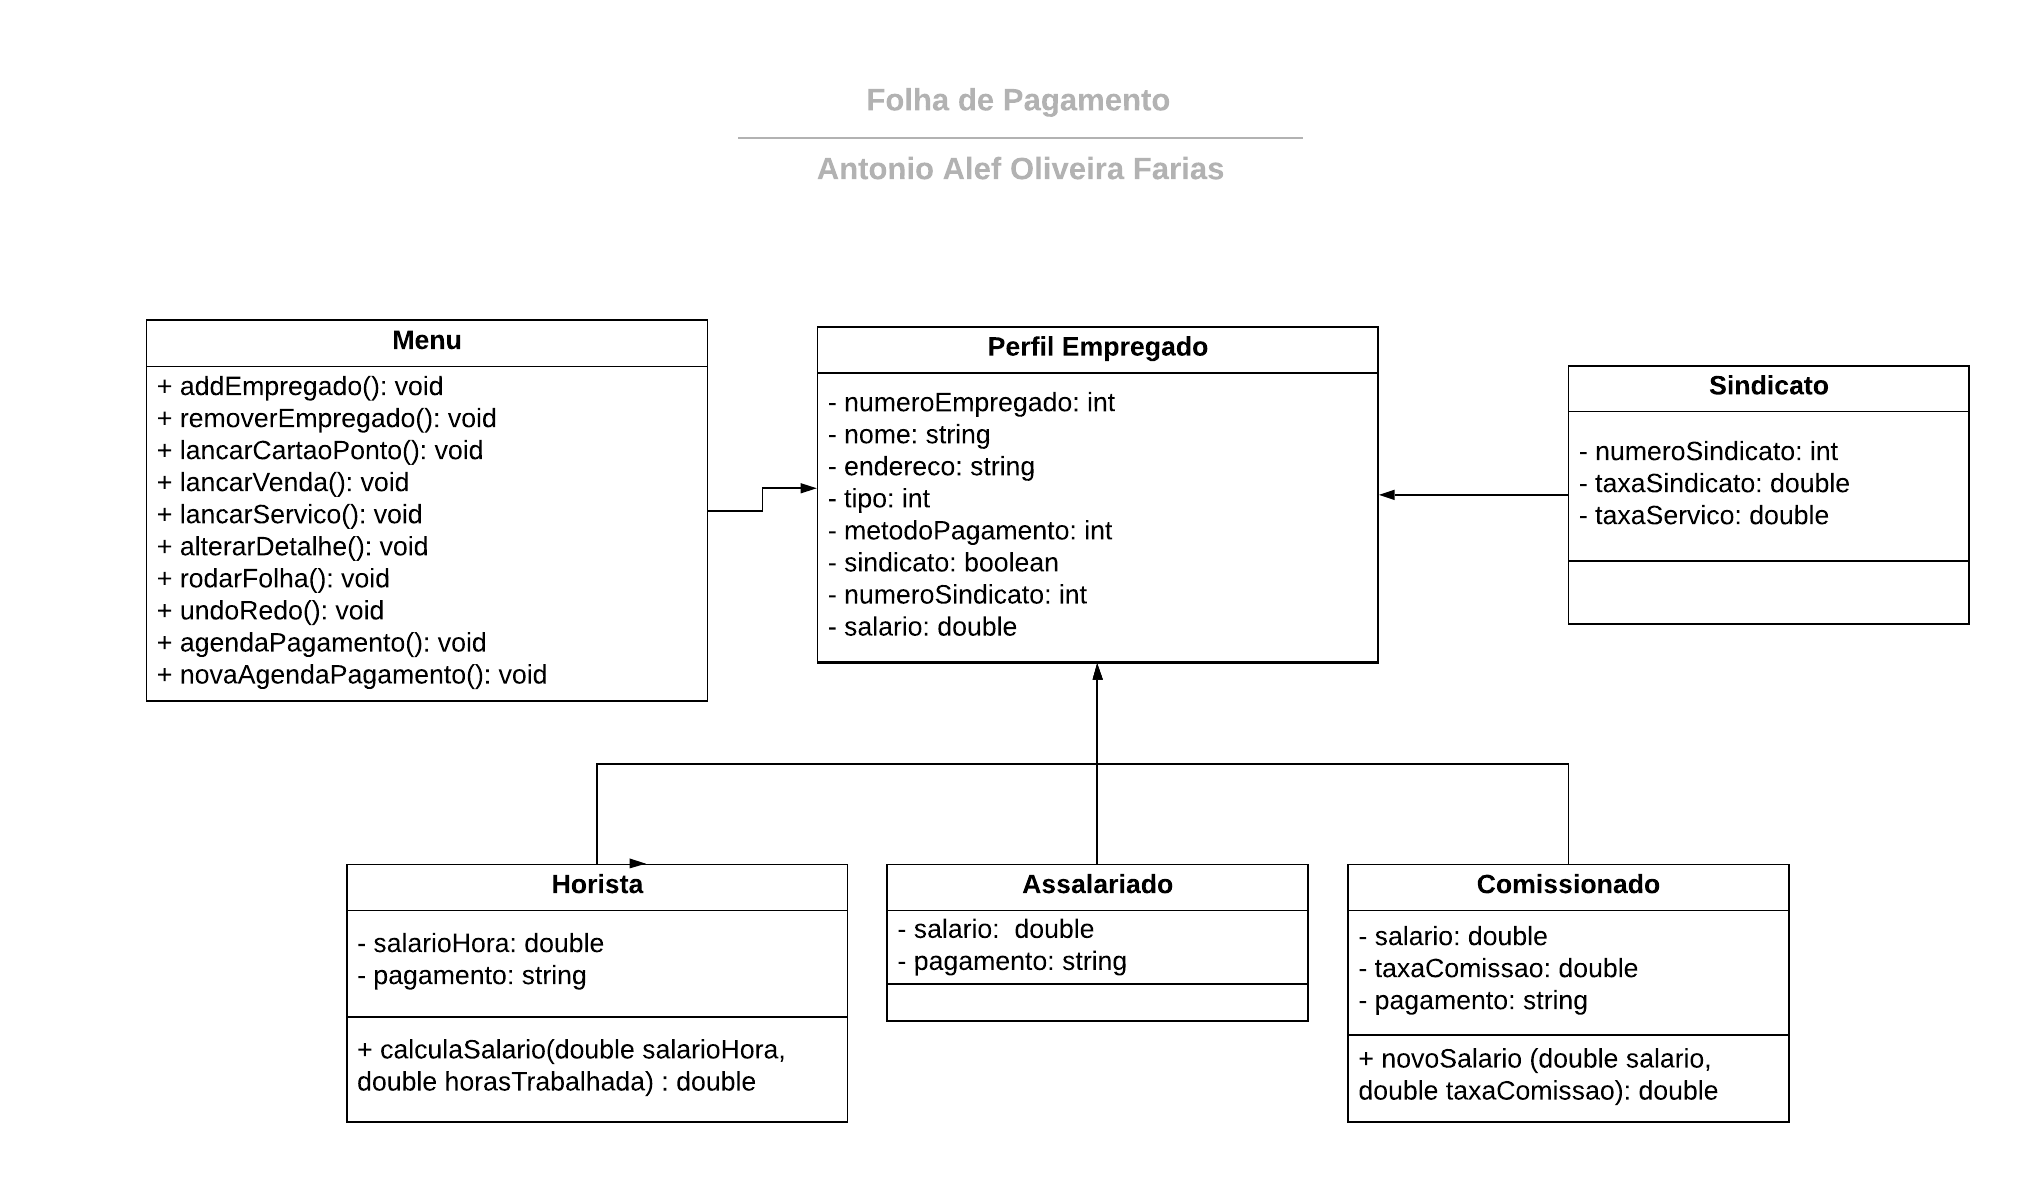 Folha de Pagamento
Antonio Alef Oliveira Farias
Menu
+ addEmpregado(): void
+ removerEmpregado(): void
+ lancarCartaoPonto(): void
+ lancarVenda(): void
+ lancarServico(): void
+ alterarDetalhe(): void
+ rodarFolha(): void
+ undoRedo(): void
+ agendaPagamento(): void
+ novaAgendaPagamento(): void
Perfil Empregado
- numeroEmpregado: int
- nome: string
- endereco: string
- tipo: int
- metodoPagamento: int
- sindicato: boolean
- numeroSindicato: int
- salario: double
Sindicato
- numeroSindicato: int
- taxaSindicato: double
- taxaServico: double
Horista
- salarioHora: double
- pagamento: string
+ calculaSalario(double salarioHora,
double horasTrabalhada) : double
Assalariado
- salario:  double
- pagamento: string
Comissionado
- salario: double
- taxaComissao: double
- pagamento: string
+ novoSalario (double salario,
double taxaComissao): double